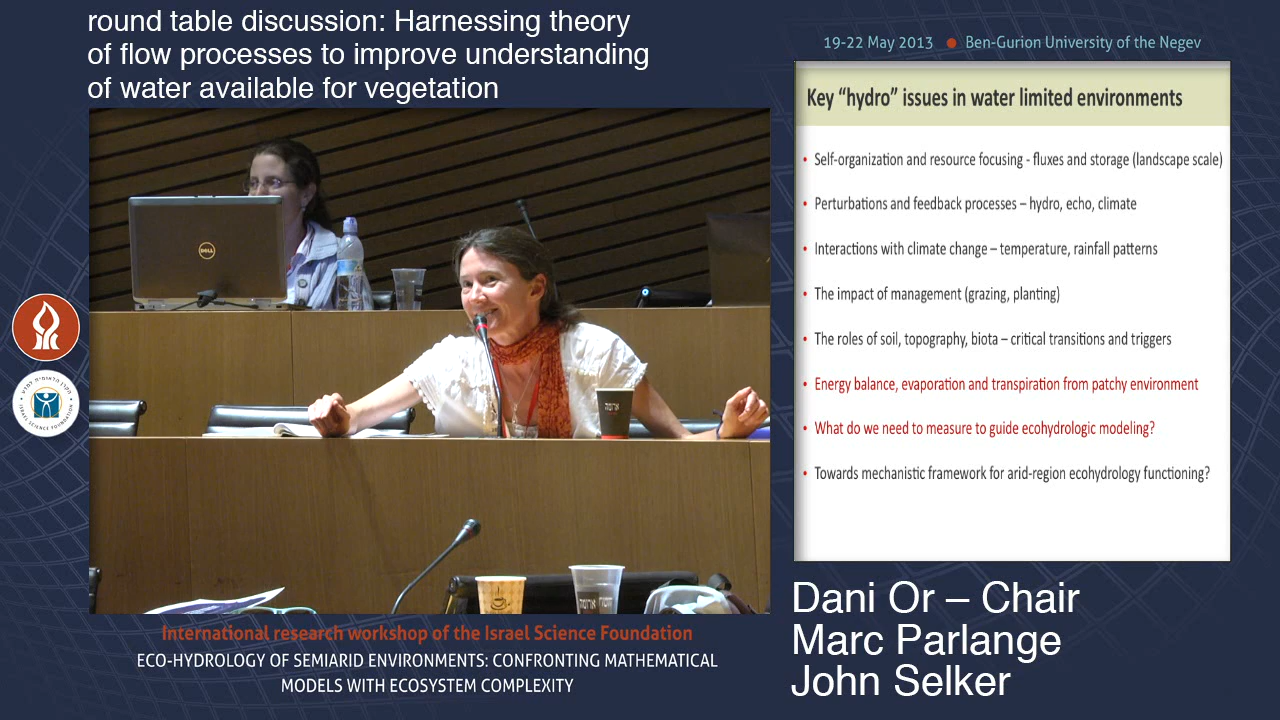 round table discussion: Harnessing theory
of flow processes to improve understanding
of water available for vegetation
19-22 May 2013 ● Ben-Gurion University of the Negev
Key “hydro” issues in water limited environments
• Self-organization and resource focusing - fluxes and storage (landscape scale)
• Perturbations and feedback processes – hydro, echo, climate
• Interactions with climate change – temperature, rainfall patterns
• The impact of management (grazing, planting)
• The roles of soil, topography, biota – critical transitions and triggers
• Energy balance, evaporation and transpiration from patchy environment
• What do we need to measure to guide ecohydrologic modeling?
• Towards mechanistic framework for arid-region ecohydrology functioning?
DELL
ארומה
ISRAEL SCIENCE FOUNDATION
International research workshop of the Israel Science Foundation
ECO-HYDROLOGY OF SEMIARID ENVIRONMENTS: CONFRONTING MATHEMATICAL
MODELS WITH ECOSYSTEM COMPLEXITY
Dani Or – Chair
Marc Parlange
John Selker